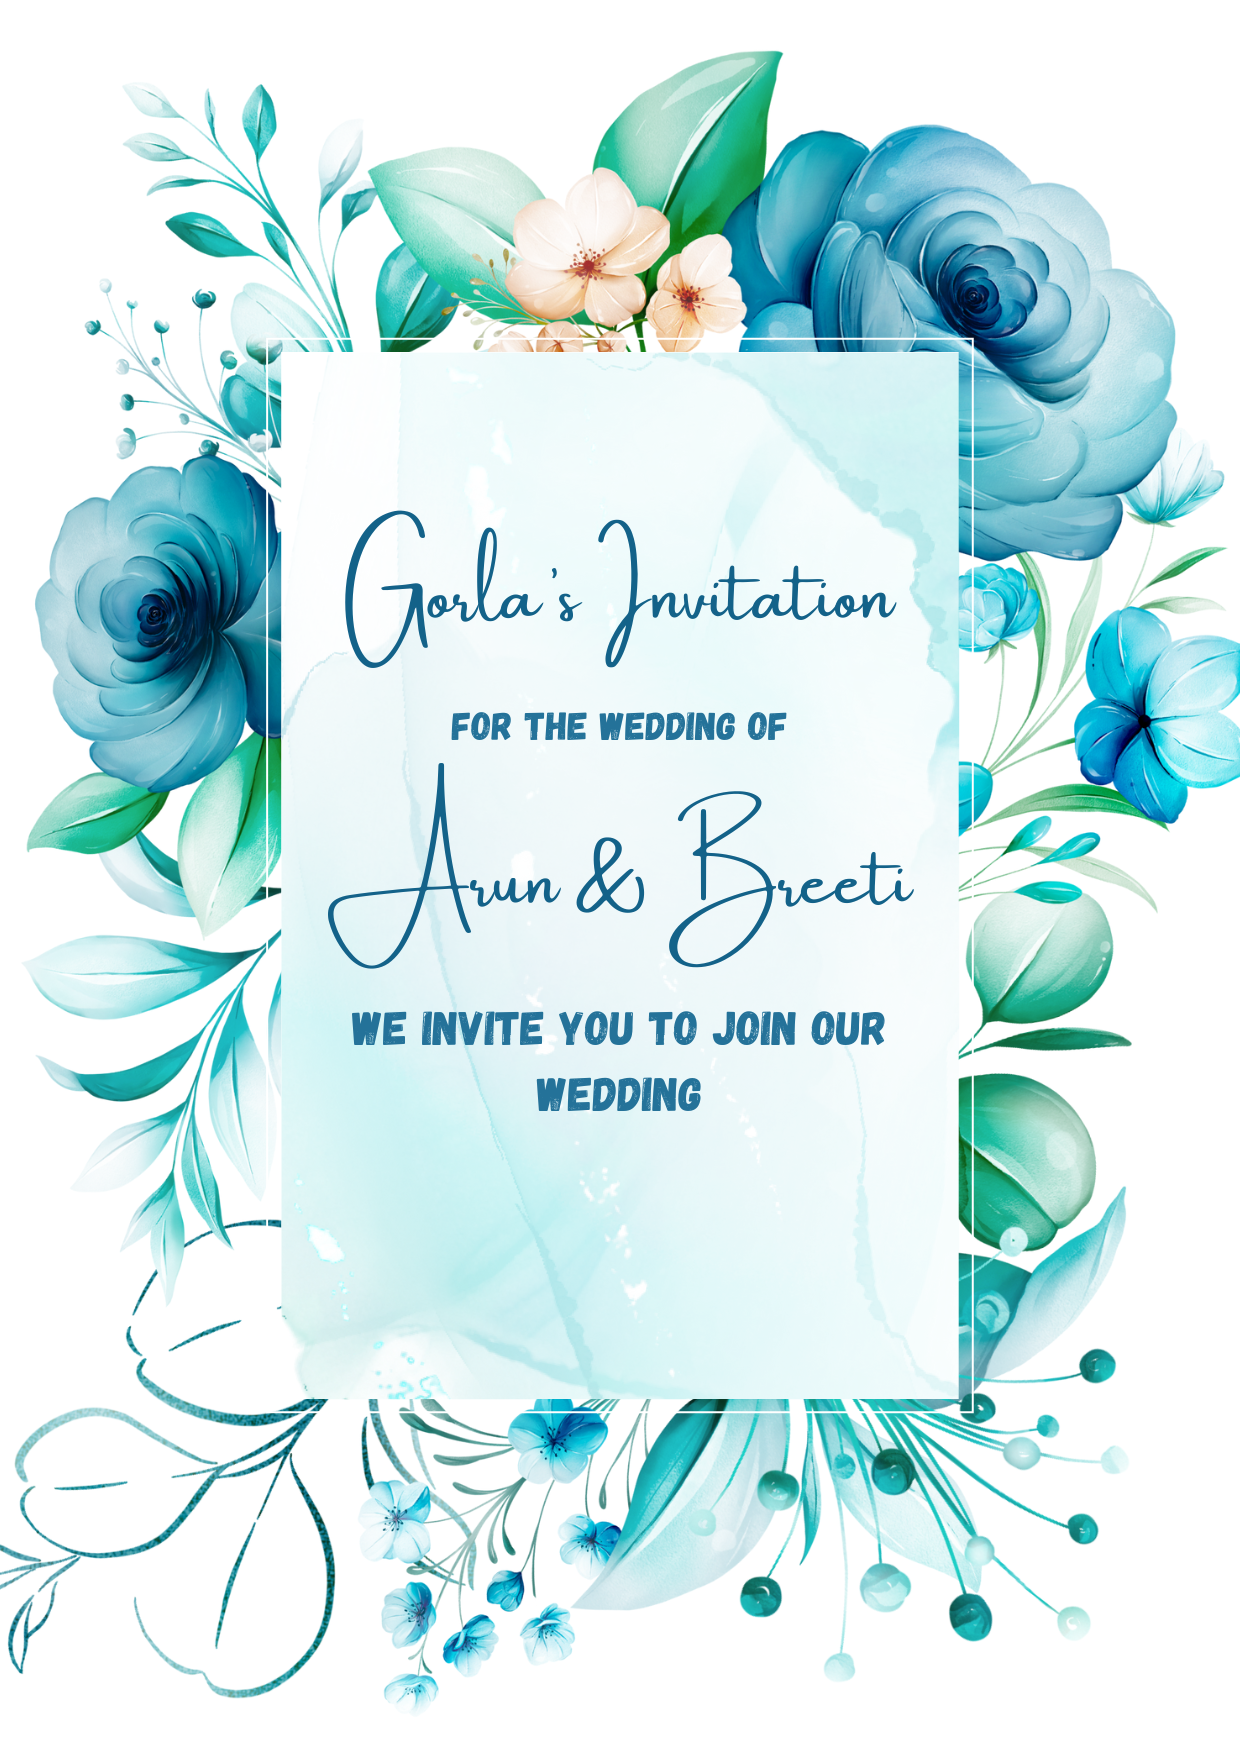 Gorla's Invitation
FOR THE WEDDING OF
Arun & Breeti
WE INVITE YOU TO JOIN OUR
WEDDING